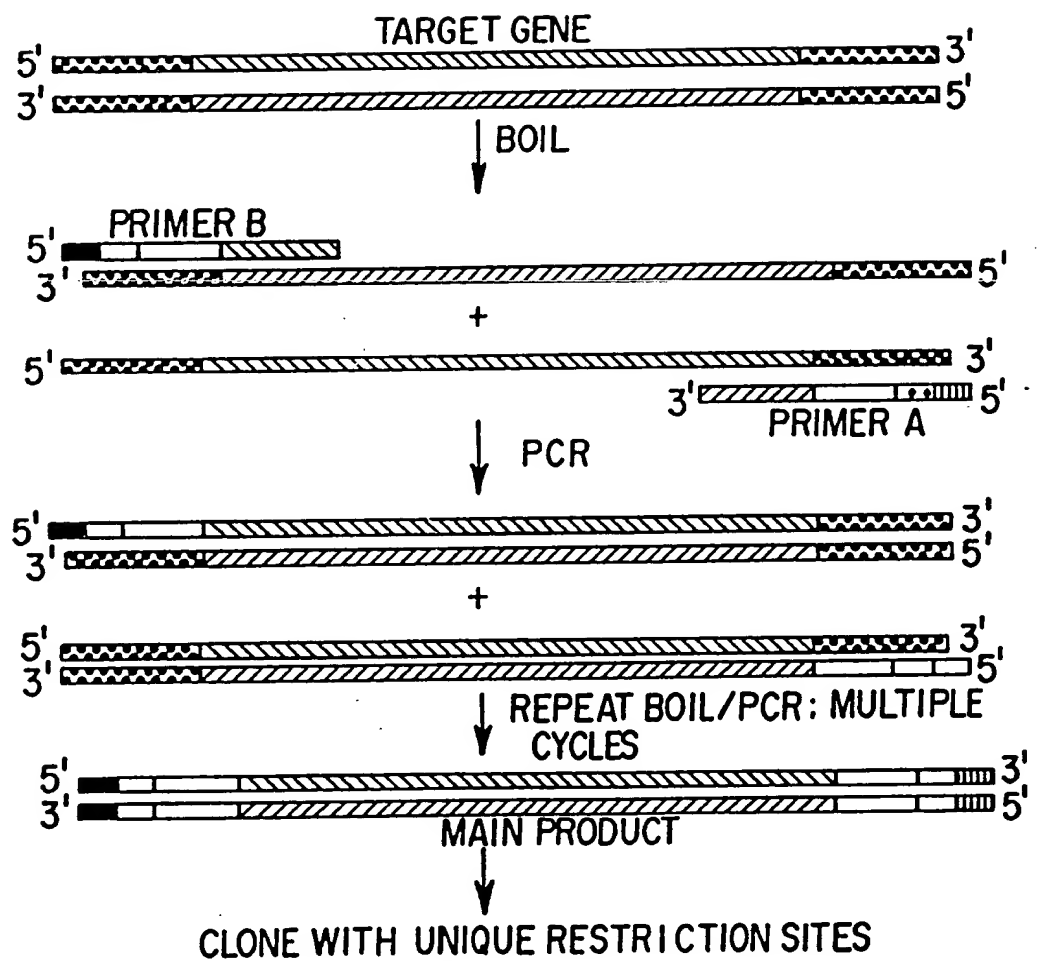 TARGET GENE
5' 3'
3' 5'
BOIL
PRIMER B
5'
3' 5'
+
5' 3'
3' 5'
PRIMER A
PCR
5' 3'
3' 5'
+
5' 3'
3' 5'
REPEAT BOIL/PCR: MULTIPLE
CYCLES
5' 3'
3' 5'
MAIN PRODUCT
CLONE WITH UNIQUE RESTRICTION SITES